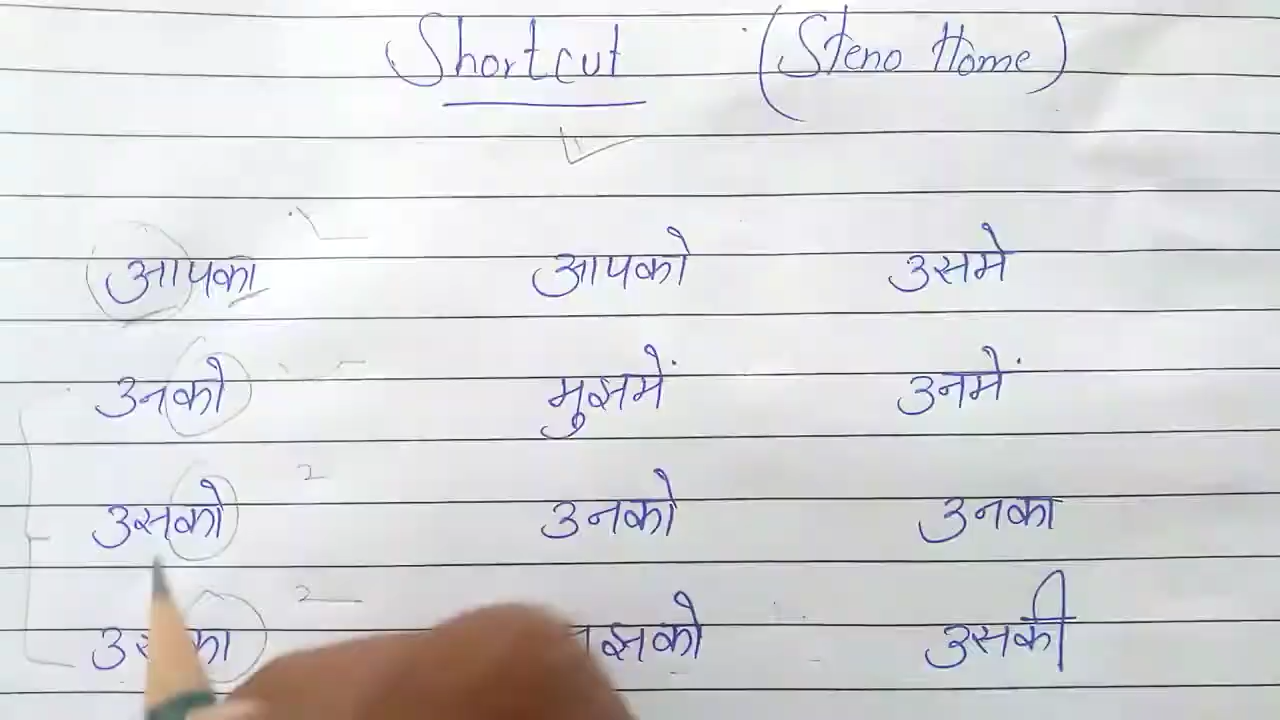 Shortcut (Steno Home)
आपका आपको उसमे
उनको मुझमें उनमें
उसको उनको उनका
उसकी